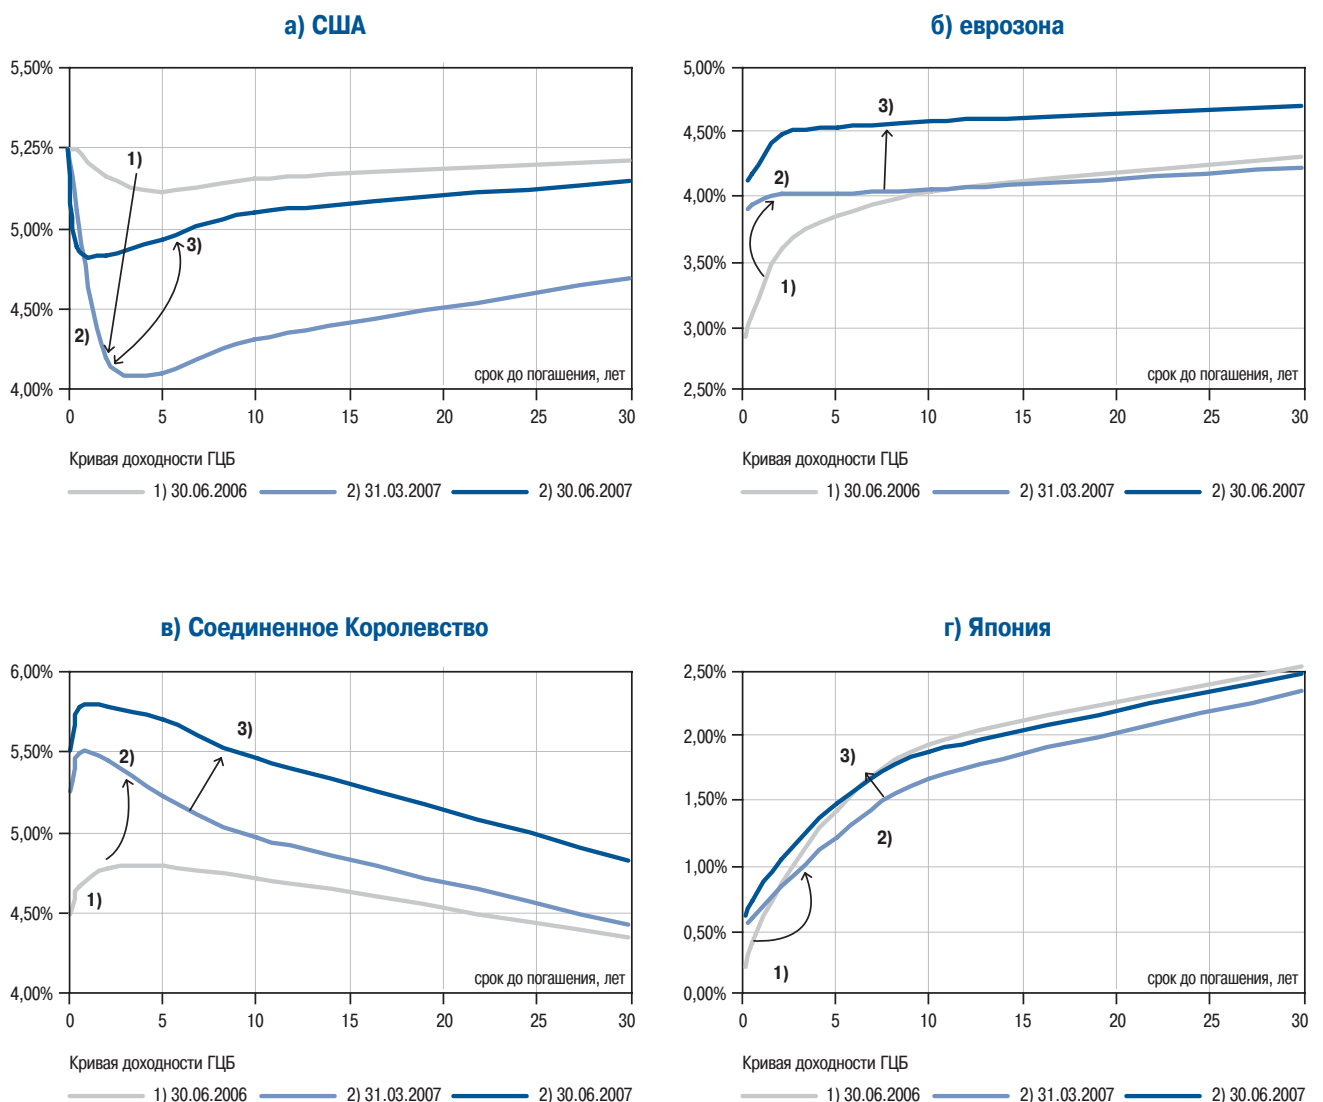 а) США
5,50%
5,25%
5,00%
4,50%
4,00%
1)
2)
3)
срок до погашения, лет
0 5 10 15 20 25 30
Кривая доходности ГЦБ
1) 30.06.2006 2) 31.03.2007 2) 30.06.2007
б) еврозона
5,00%
4,50%
4,00%
3,50%
3,00%
2,50%
3)
2)
1)
срок до погашения, лет
0 5 10 15 20 25 30
Кривая доходности ГЦБ
1) 30.06.2006 2) 31.03.2007 2) 30.06.2007
в) Соединенное Королевство
6,00%
5,50%
5,00%
4,50%
4,00%
3)
2)
1)
срок до погашения, лет
0 5 10 15 20 25 30
Кривая доходности ГЦБ
1) 30.06.2006 2) 31.03.2007 2) 30.06.2007
г) Япония
2,50%
2,00%
1,50%
1,00%
0,50%
0,00%
3)
2)
1)
срок до погашения, лет
0 5 10 15 20 25 30
Кривая доходности ГЦБ
1) 30.06.2006 2) 31.03.2007 2) 30.06.2007